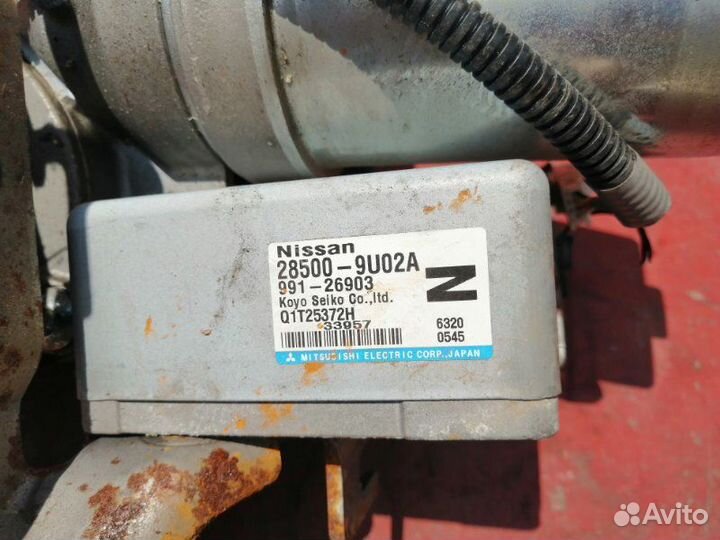 Nissan
28500-9U02A
991-26903
Koyo Seiko Co.,ltd.
Q1T25372H
N
33957
6320
0545
MITSUBISHI ELECTRIC CORP., JAPAN
Avito